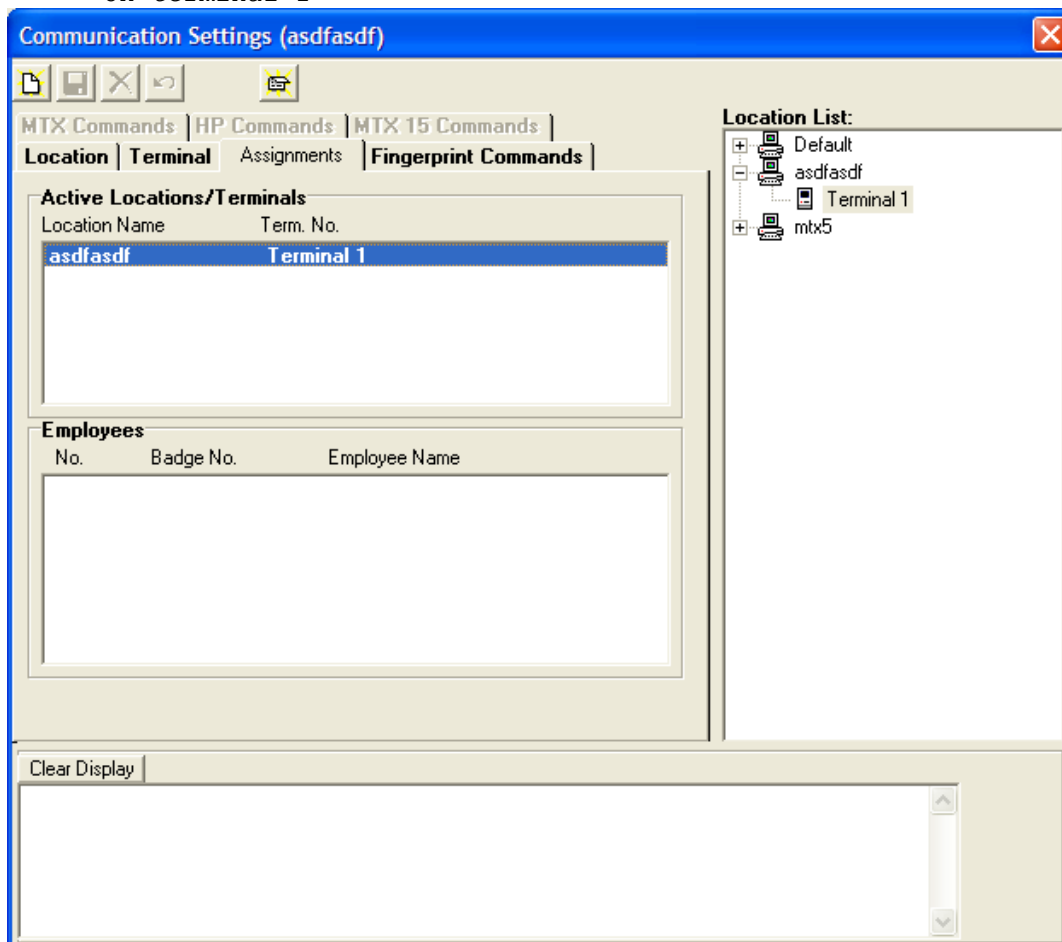 Communication Settings (asdfasdf)
MTX Commands HP Commands MTX 15 Commands
Location Terminal Assignments Fingerprint Commands
Active Locations/Terminals
Location Name Term. No.
asdfasdf Terminal 1
Employees
No. Badge No. Employee Name
Location List:
Default
asdfasdf
Terminal 1
mtx5
Clear Display